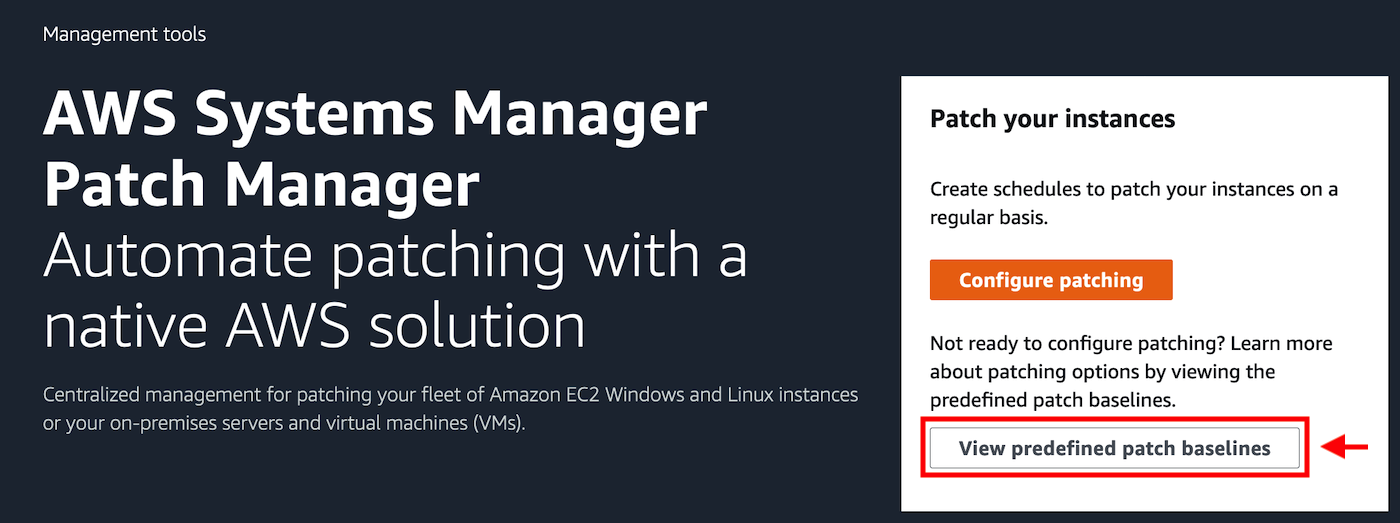 Management tools
AWS Systems Manager
Patch Manager
Automate patching with a
native AWS solution
Centralized management for patching your fleet of Amazon EC2 Windows and Linux instances
or your on-premises servers and virtual machines (VMs).
Patch your instances
Create schedules to patch your instances on a
regular basis.
Configure patching
Not ready to configure patching? Learn more
about patching options by viewing the
predefined patch baselines.
View predefined patch baselines